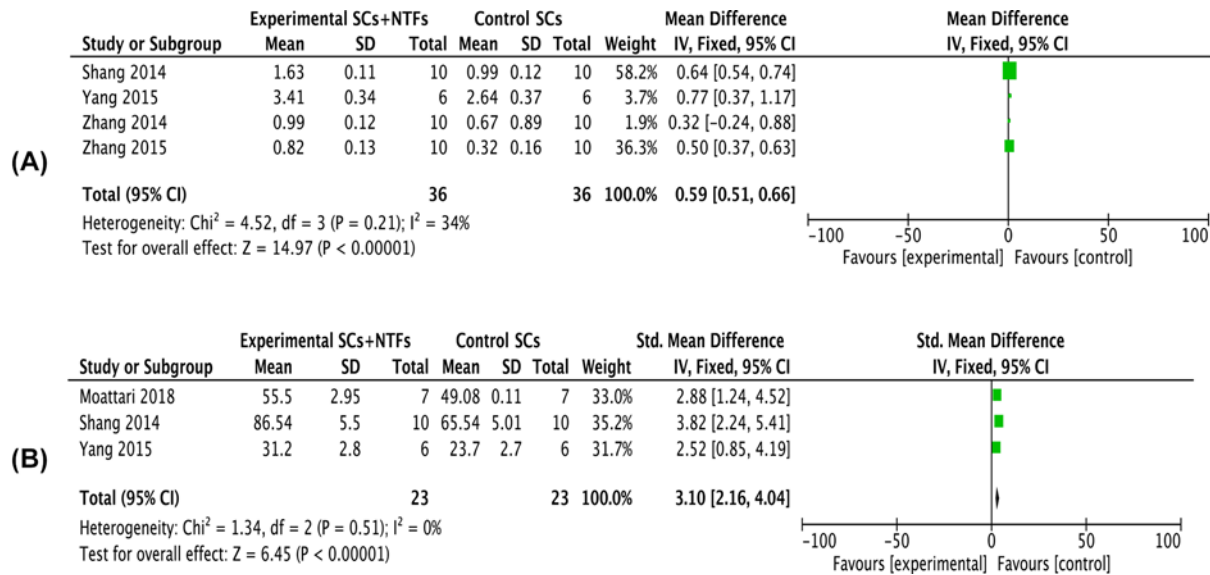 Experimental SCs+NTFs Control SCs Mean Difference Mean Difference
Study or Subgroup Mean SD Total Mean SD Total Weight IV, Fixed, 95% CI IV, Fixed, 95% CI
Shang 2014 1.63 0.11 10 0.99 0.12 10 58.2% 0.64 [0.54, 0.74]
Yang 2015 3.41 0.34 6 2.64 0.37 6 3.7% 0.77 [0.37, 1.17]
Zhang 2014 0.99 0.12 10 0.67 0.89 10 1.9% 0.32 [−0.24, 0.88]
Zhang 2015 0.82 0.13 10 0.32 0.16 10 36.3% 0.50 [0.37, 0.63]
(A)
Total (95% CI) 36 36 100.0% 0.59 [0.51, 0.66]
Heterogeneity: Chi² = 4.52, df = 3 (P = 0.21); I² = 34%
Test for overall effect: Z = 14.97 (P < 0.00001)
−100 −50 0 50 100
Favours [experimental] Favours [control]
Experimental SCs+NTFs Control SCs Std. Mean Difference Std. Mean Difference
Study or Subgroup Mean SD Total Mean SD Total Weight IV, Fixed, 95% CI IV, Fixed, 95% CI
Moattari 2018 55.5 2.95 7 49.08 0.11 7 33.0% 2.88 [1.24, 4.52]
Shang 2014 86.54 5.5 10 65.54 5.01 10 35.2% 3.82 [2.24, 5.41]
Yang 2015 31.2 2.8 6 23.7 2.7 6 31.7% 2.52 [0.85, 4.19]
(B)
Total (95% CI) 23 23 100.0% 3.10 [2.16, 4.04]
Heterogeneity: Chi² = 1.34, df = 2 (P = 0.51); I² = 0%
Test for overall effect: Z = 6.45 (P < 0.00001)
−100 −50 0 50 100
Favours [experimental] Favours [control]